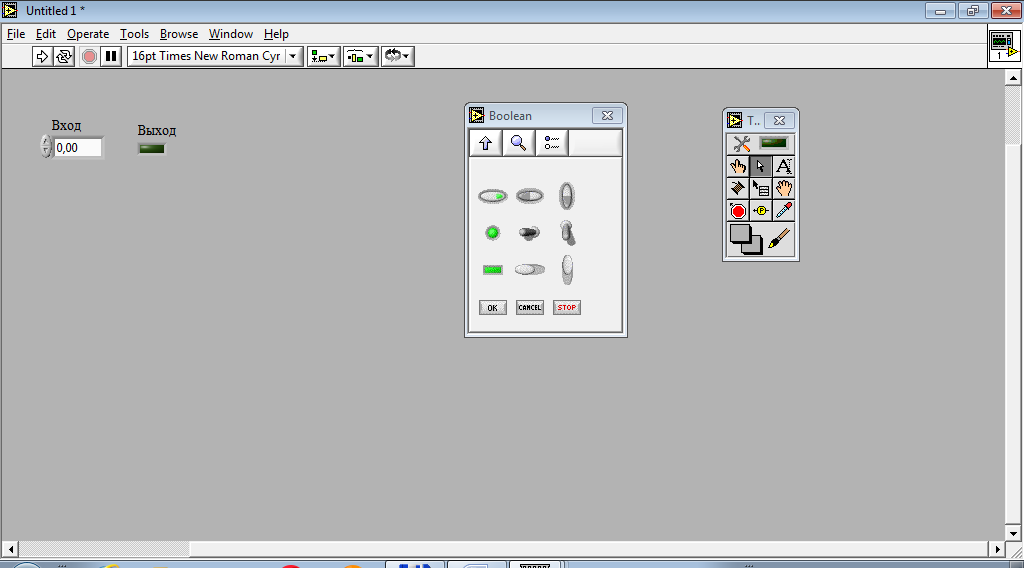 Untitled 1 *
File Edit Operate Tools Browse Window Help
16pt Times New Roman Cyr
1
Вход
0,00
Выход
Boolean
OK CANCEL STOP
T..
A
P